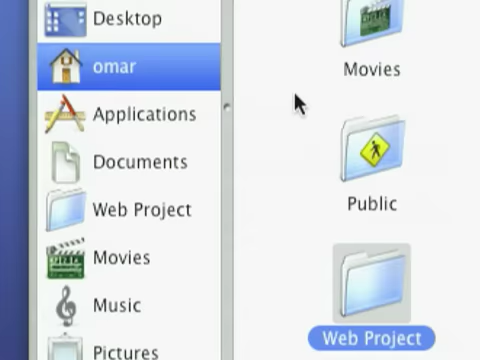 Desktop
omar
Applications
Documents
Web Project
Movies
Music
Pictures
Movies
Public
Web Project